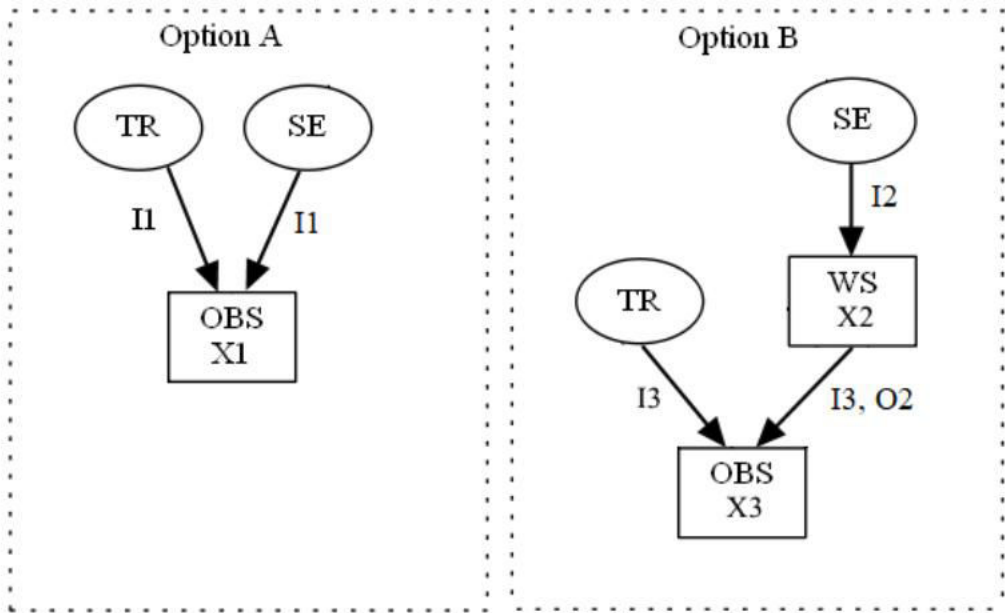 Option A
TR
SE
I1
I1
OBS
X1
Option B
SE
I2
WS
X2
TR
I3
I3, O2
OBS
X3